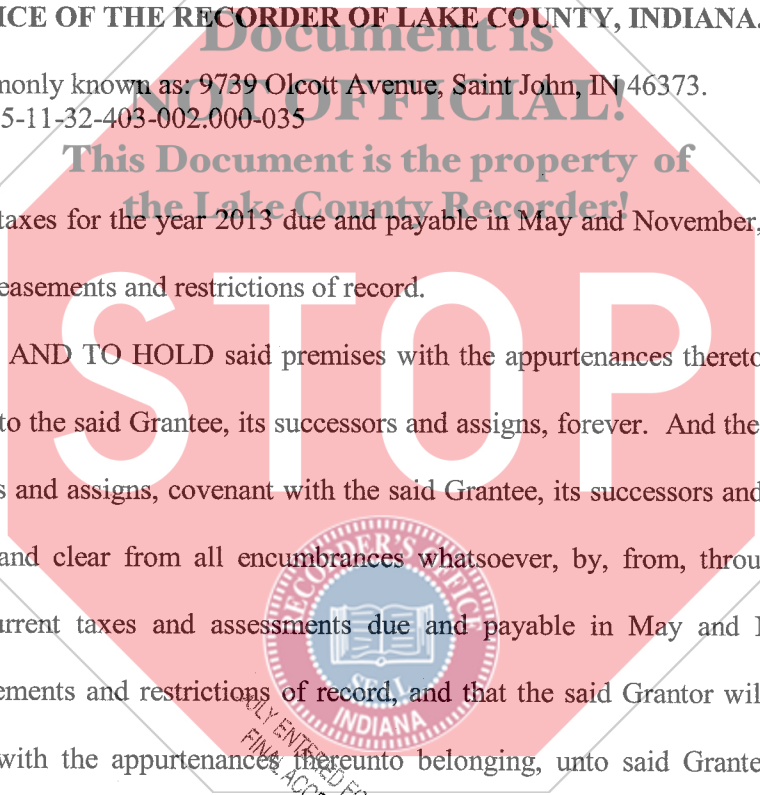 ICE OF THE RECORDER OF LAKE COUNTY, INDIANA.
Document is
monly known as: 9739 Olcott Avenue, Saint John, IN 46373.
NOT OFFICIAL!
5-11-32-403-002.000-035
This Document is the property of
the Lake County Recorder!
taxes for the year 2013 due and payable in May and November,
easements and restrictions of record.
STOP
AND TO HOLD said premises with the appurtenances thereto
to the said Grantee, its successors and assigns, forever. And the
s and assigns, covenant with the said Grantee, its successors and
and clear from all encumbrances whatsoever, by, from, throu
RECORDER'S OFFIC
urrent taxes and assessments due and payable in May and
ements and restrictions of record, and that the said Grantor wil
SEAL
INDIANA
with the appurtenances thereunto belonging, unto said Grante
DULY ENTERED FO
FINAL ACC